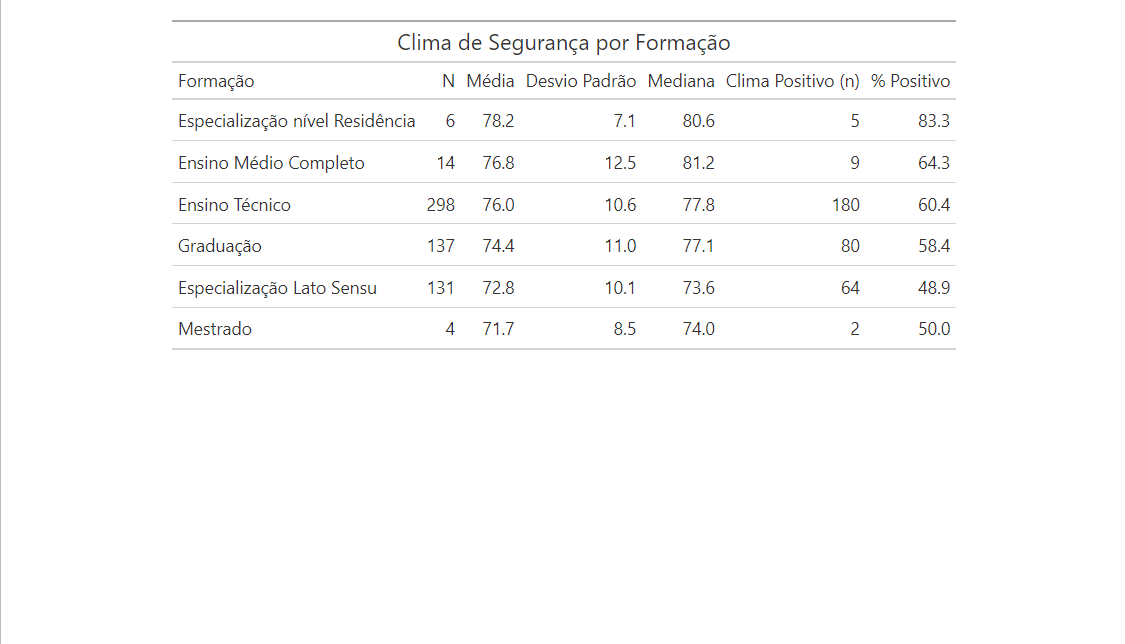 Clima de Segurança por Formação
Formação N Média Desvio Padrão Mediana Clima Positivo (n) % Positivo
Especialização nível Residência 6 78.2 7.1 80.6 5 83.3
Ensino Médio Completo 14 76.8 12.5 81.2 9 64.3
Ensino Técnico 298 76.0 10.6 77.8 180 60.4
Graduação 137 74.4 11.0 77.1 80 58.4
Especialização Lato Sensu 131 72.8 10.1 73.6 64 48.9
Mestrado 4 71.7 8.5 74.0 2 50.0